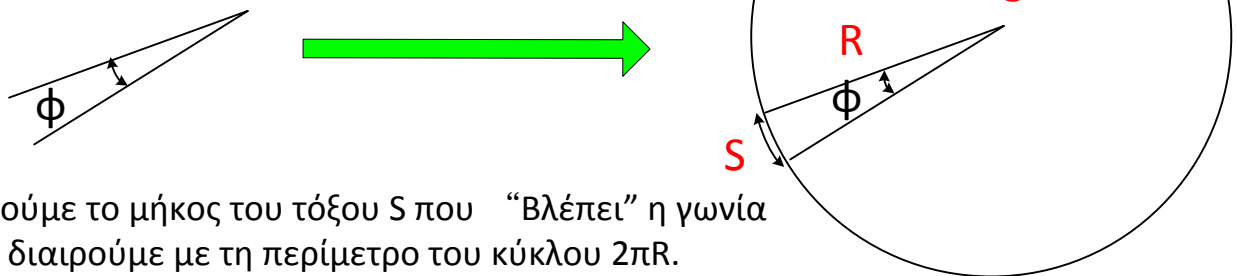 R
φ
φ
S
ούμε το μήκος του τόξου S που “Βλέπει” η γωνία
διαιρούμε με τη περίμετρο του κύκλου 2πR.